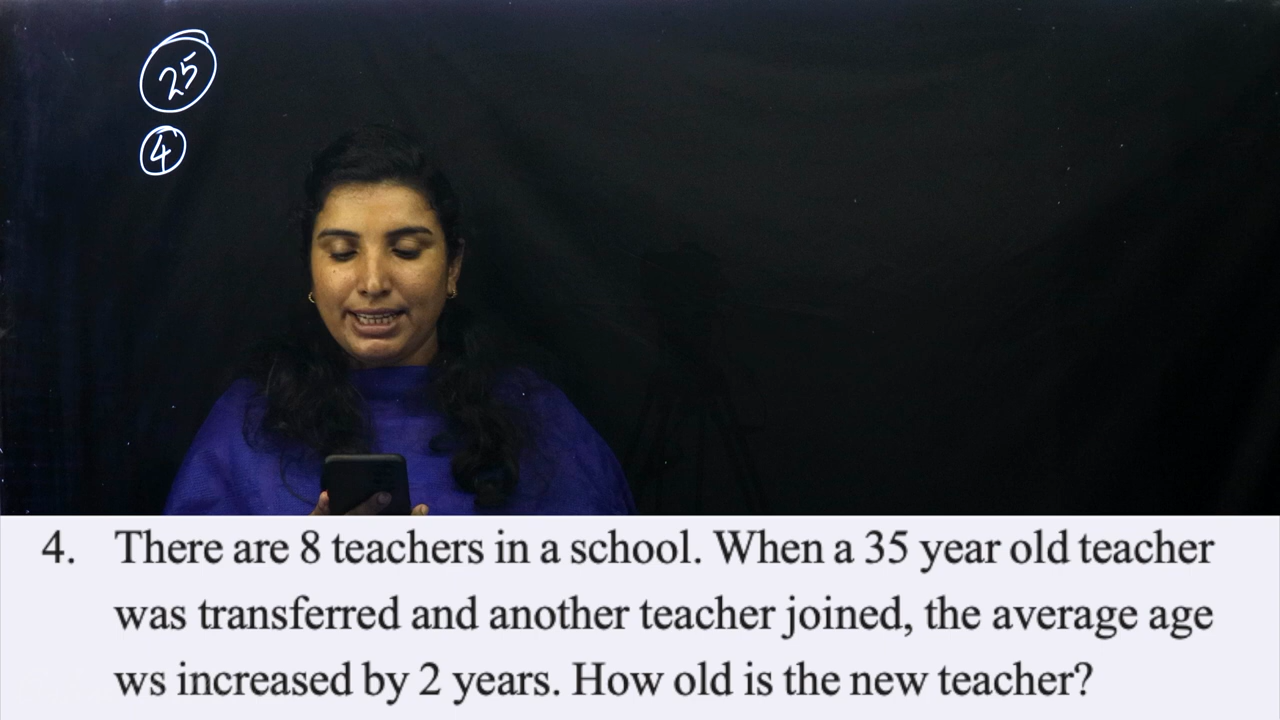 25
4
4. There are 8 teachers in a school. When a 35 year old teacher
was transferred and another teacher joined, the average age
ws increased by 2 years. How old is the new teacher?